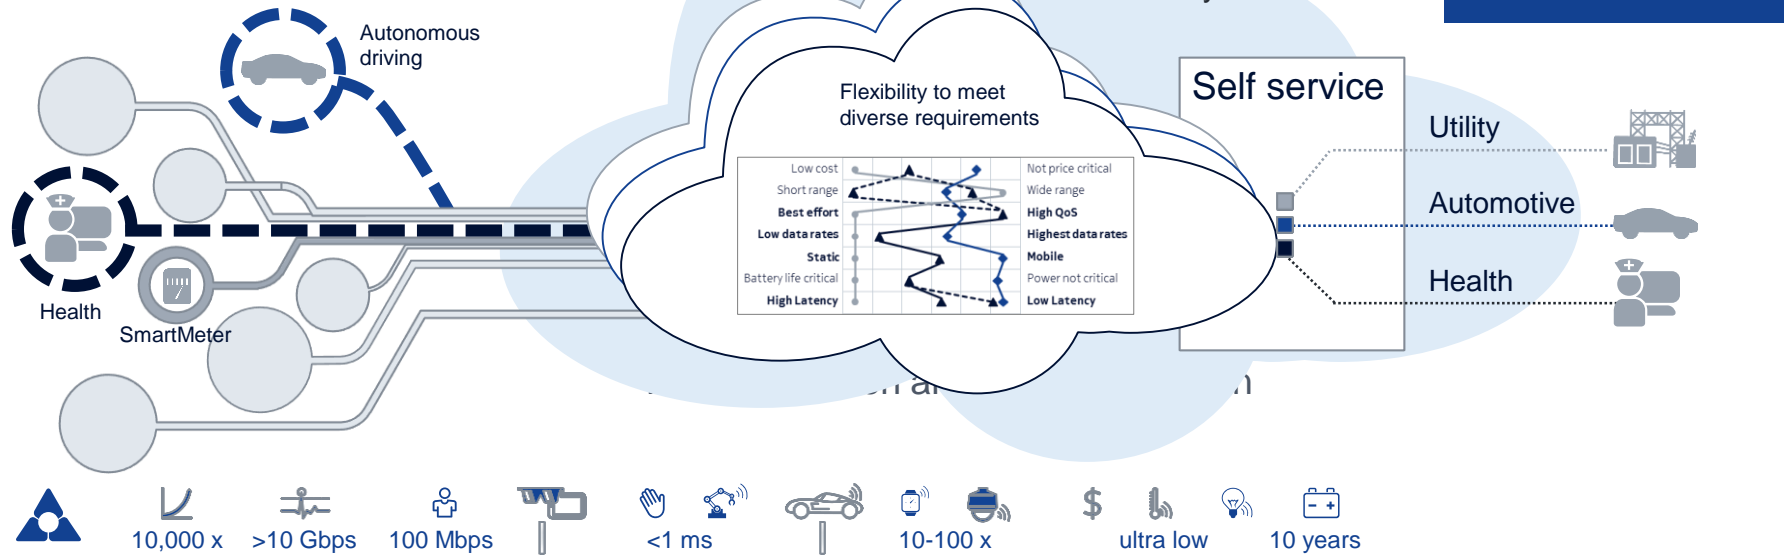 Autonomous
driving
Flexibility to meet
diverse requirements
Self service
Utility
Automotive
Health
Low cost
Not price critical
Short range
Wide range
Best effort
High QoS
Low data rates
Highest data rates
Static
Mobile
Battery life critical
Power not critical
High Latency
Low Latency
Health
SmartMeter
10,000 x
>10 Gbps
100 Mbps
<1 ms
10-100 x
$
ultra low
10 years